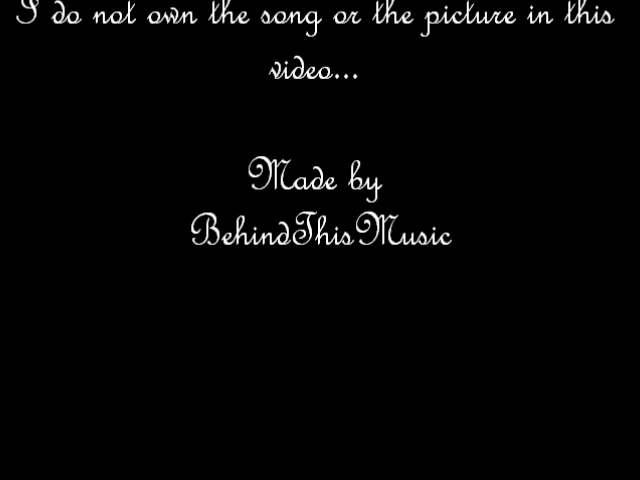 I do not own the song or the picture in this
video...
Made by
BehindThisMusic